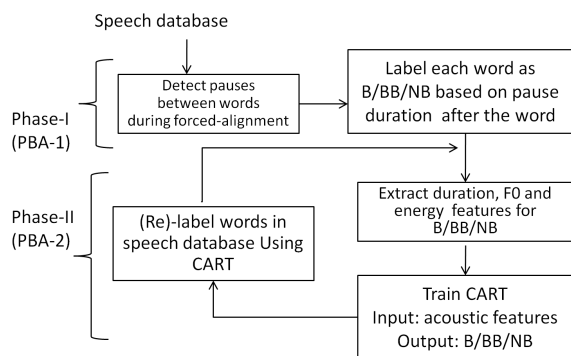 Speech database
Phase-I
(PBA-1)
Detect pauses
between words
during forced-alignment
Label each word as
B/BB/NB based on pause
duration after the word
Phase-II
(PBA-2)
(Re)-label words in
speech database Using
CART
Extract duration, F0 and
energy features for
B/BB/NB
Train CART
Input: acoustic features
Output: B/BB/NB